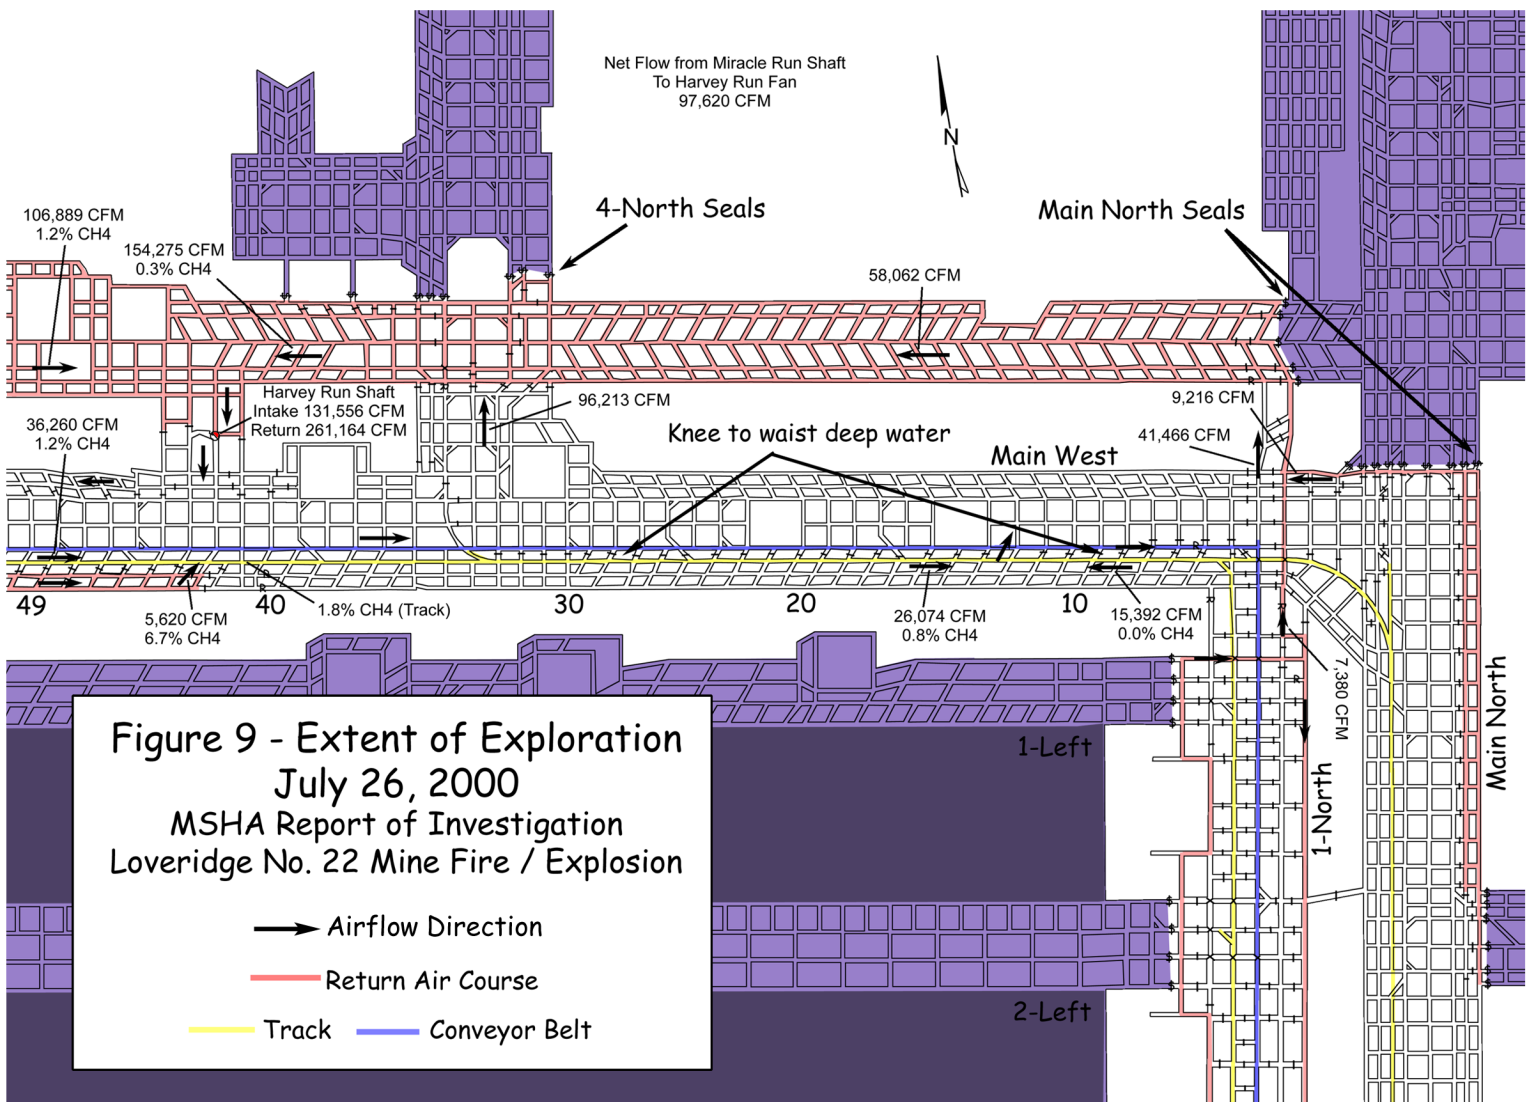 Net Flow from Miracle Run Shaft
To Harvey Run Fan
97,620 CFM
N
4-North Seals
Main North Seals
106,889 CFM
1.2% CH4
154,275 CFM
0.3% CH4
58,062 CFM
Harvey Run Shaft
Intake 131,556 CFM
Return 261,164 CFM
96,213 CFM
9,216 CFM
36,260 CFM
1.2% CH4
Knee to waist deep water
41,466 CFM
Main West
R
R
R
R
R
R
49
40
30
20
10
1.8% CH4 (Track)
5,620 CFM
6.7% CH4
26,074 CFM
0.8% CH4
15,392 CFM
0.0% CH4
7,380 CFM
Main North
1-North
1-Left
2-Left
Figure 9 - Extent of Exploration
July 26, 2000
MSHA Report of Investigation
Loveridge No. 22 Mine Fire / Explosion
Airflow Direction
Return Air Course
Track
Conveyor Belt